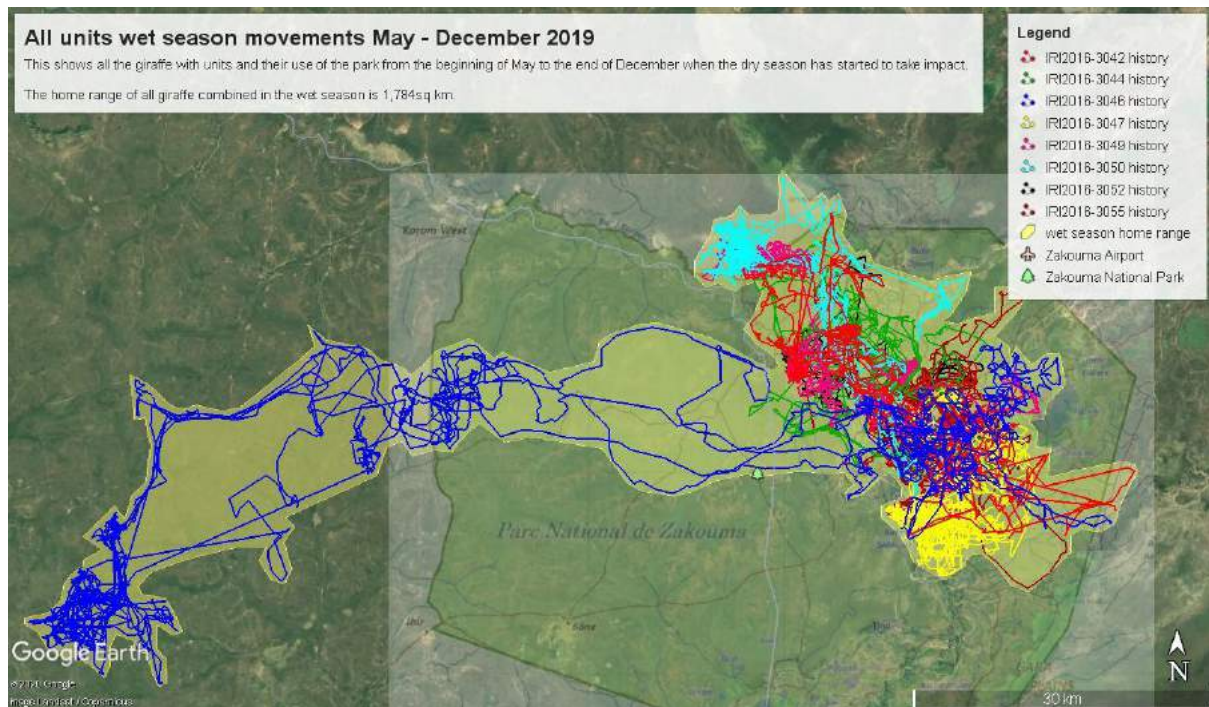 All units wet season movements May - December 2019
This shows all the giraffe with units and their use of the park from the beginning of May to the end of December when the dry season has started to take impact.
The home range of all giraffe combined in the wet season is 1,784sq km.
Legend
IRI2016-3042 history
IRI2016-3044 history
IRI2016-3046 history
IRI2016-3047 history
IRI2016-3049 history
IRI2016-3050 history
IRI2016-3052 history
IRI2016-3055 history
wet season home range
Zakouma Airport
Zakouma National Park
Korom West
Parc National de Zakouma
Google Earth
Image Landsat / Copernicus
N
30 km